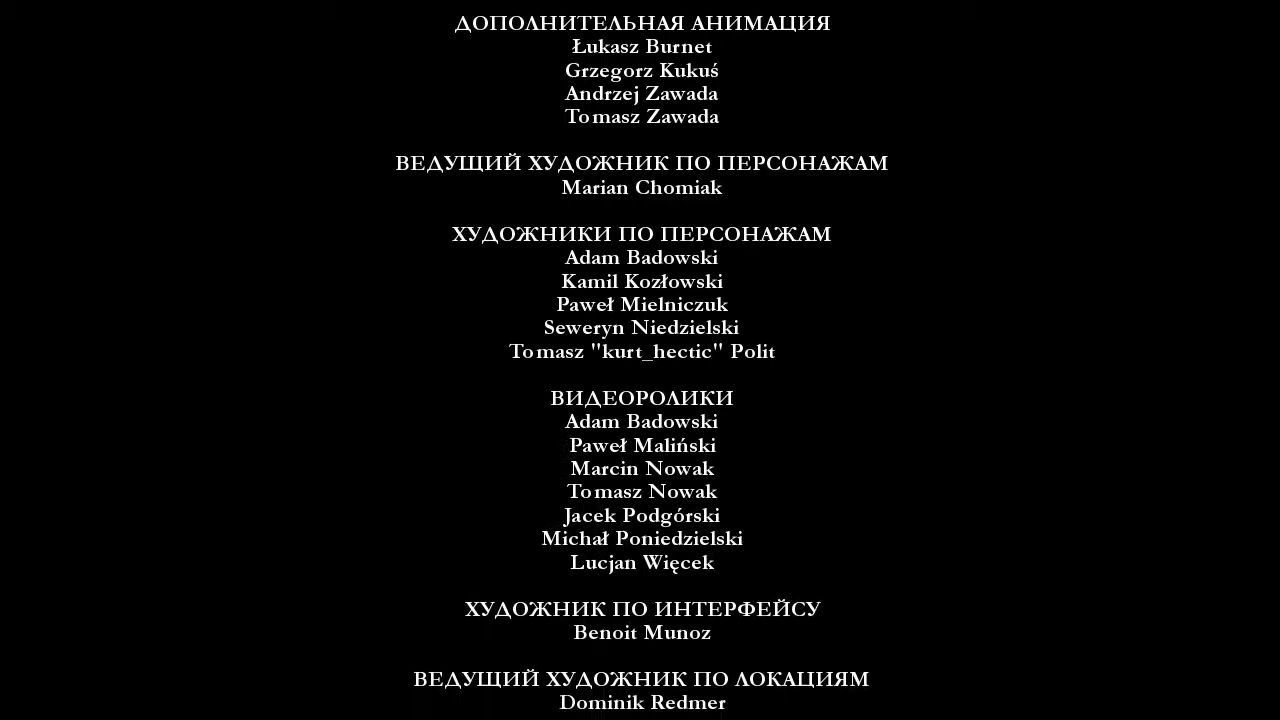 ДОПОЛНИТЕЛЬНАЯ АНИМАЦИЯ
Łukasz Burnet
Grzegorz Kukuś
Andrzej Zawada
Tomasz Zawada
ВЕДУЩИЙ ХУДОЖНИК ПО ПЕРСОНАЖАМ
Marian Chomiak
ХУДОЖНИКИ ПО ПЕРСОНАЖАМ
Adam Badowski
Kamil Kozłowski
Paweł Mielniczuk
Seweryn Niedzielski
Tomasz "kurt_hectic" Polit
ВИДЕОРОЛИКИ
Adam Badowski
Paweł Maliński
Marcin Nowak
Tomasz Nowak
Jacek Podgórski
Michał Poniedzielski
Lucjan Więcek
ХУДОЖНИК ПО ИНТЕРФЕЙСУ
Benoit Munoz
ВЕДУЩИЙ ХУДОЖНИК ПО ЛОКАЦИЯМ
Dominik Redmer